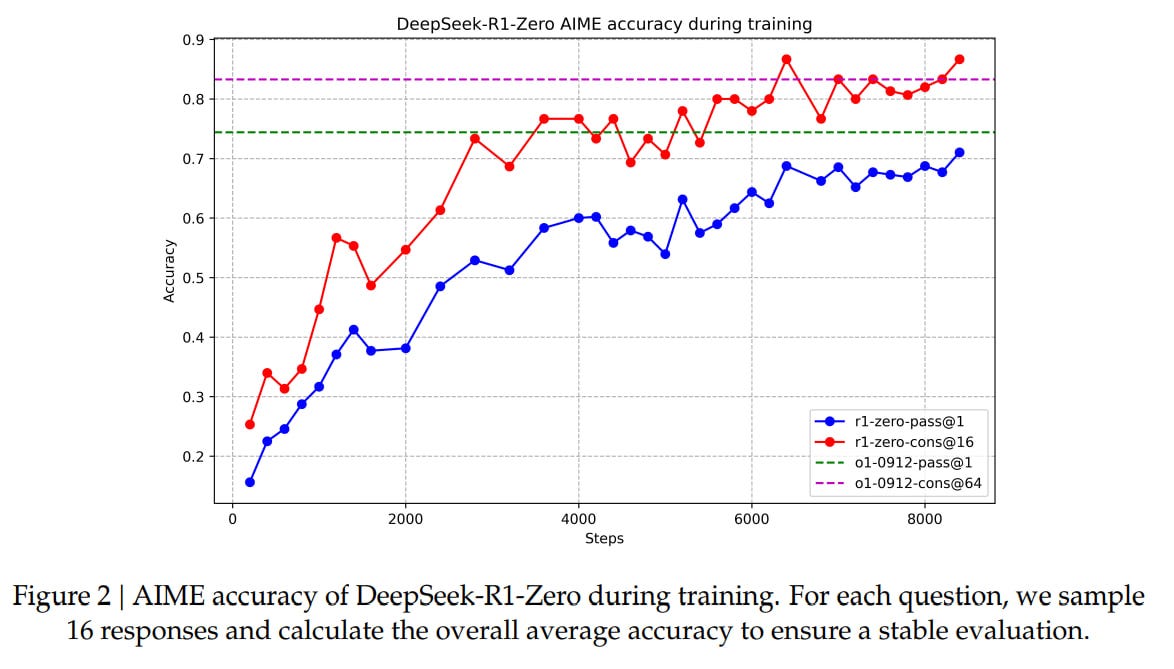 DeepSeek-R1-Zero AIME accuracy during training
0.9
0.8
0.7
0.6
0.5
0.4
0.3
0.2
Accuracy
0 2000 4000 6000 8000
Steps
r1-zero-pass@1
r1-zero-cons@16
o1-0912-pass@1
o1-0912-cons@64
Figure 2 | AIME accuracy of DeepSeek-R1-Zero during training. For each question, we sample
16 responses and calculate the overall average accuracy to ensure a stable evaluation.